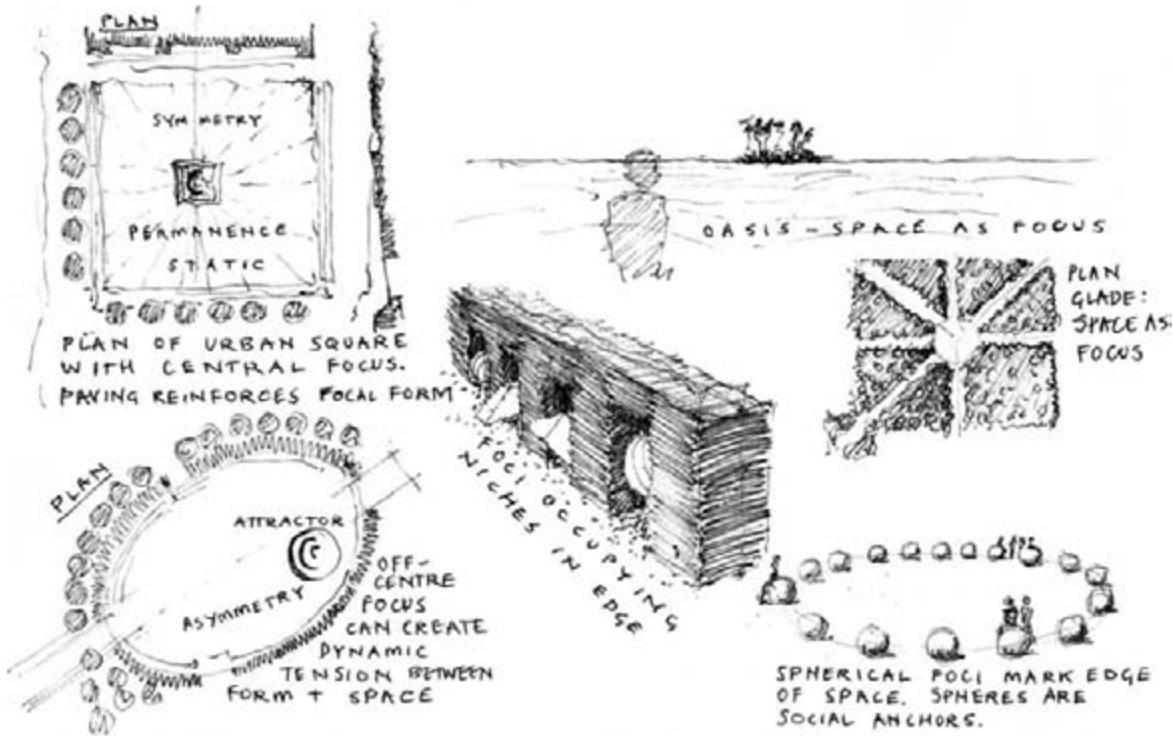 PLAN
SYMMETRY
PERMANENCE
STATIC
PLAN OF URBAN SQUARE
WITH CENTRAL FOCUS.
PAVING REINFORCES FOCAL FORM
OASIS - SPACE AS FOCUS
PLAN
GLADE:
SPACE AS
FOCUS
FOCI OCCUPYING
NICHES IN EDGE
PLAN
ATTRACTOR
ASYMMETRY
OFF-
CENTRE
FOCUS
CAN CREATE
DYNAMIC
TENSION BETWEEN
FORM + SPACE
SPHERICAL FOCI MARK EDGE
OF SPACE. SPHERES ARE
SOCIAL ANCHORS.